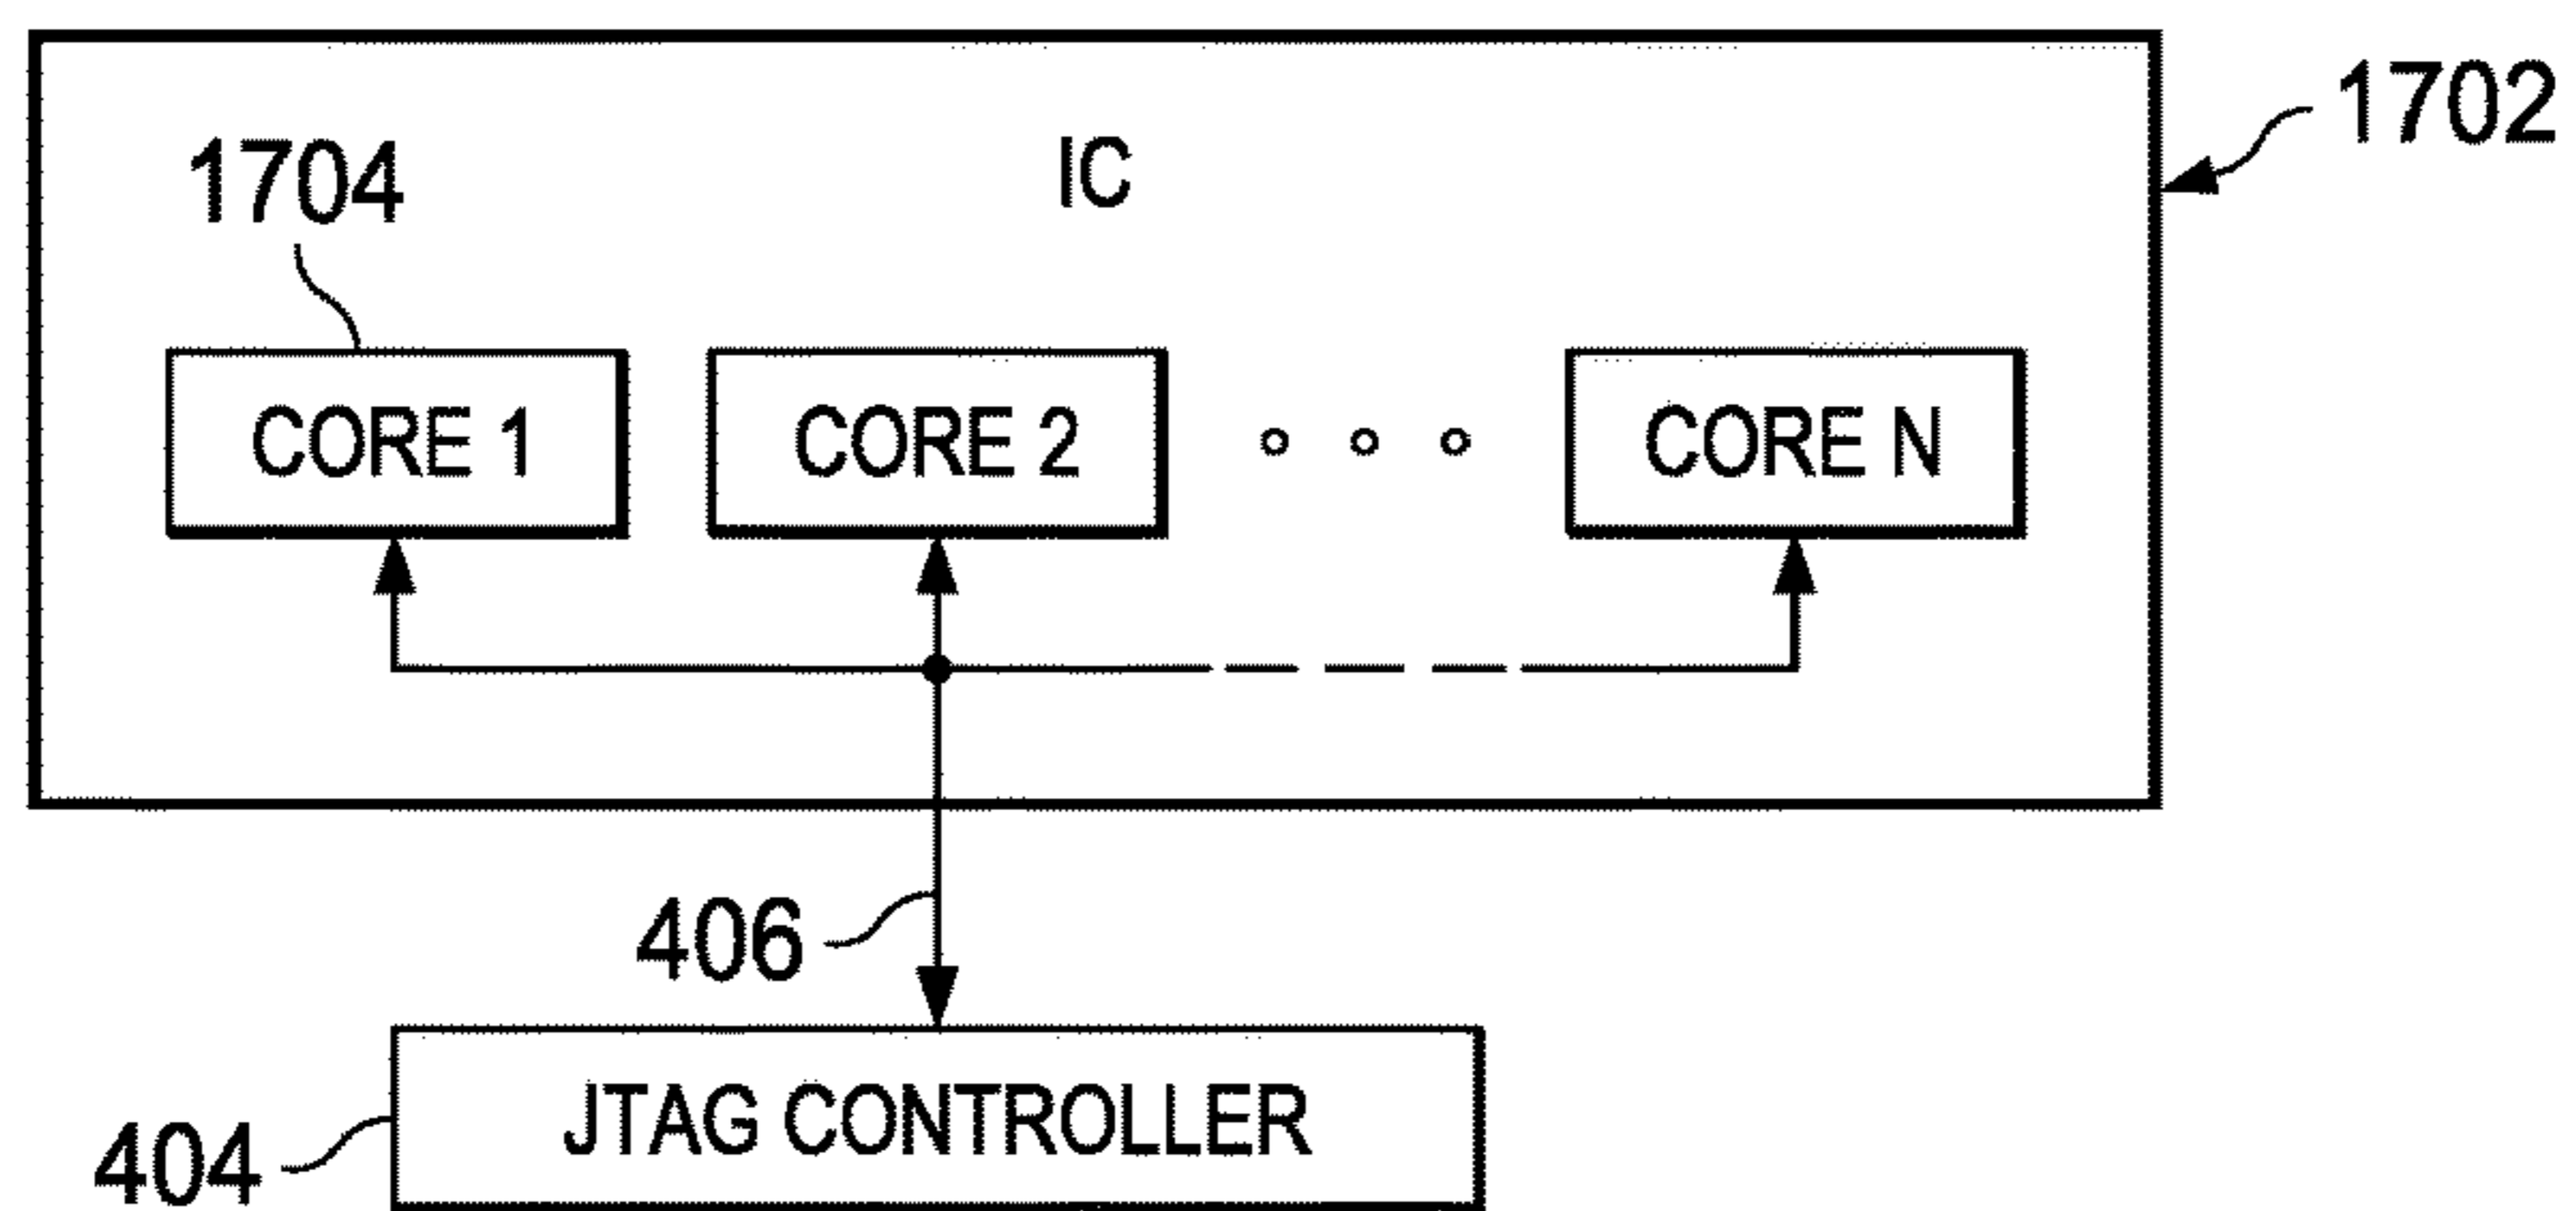 1702
1704
IC
CORE 1
CORE 2
CORE N
406
JTAG CONTROLLER
404